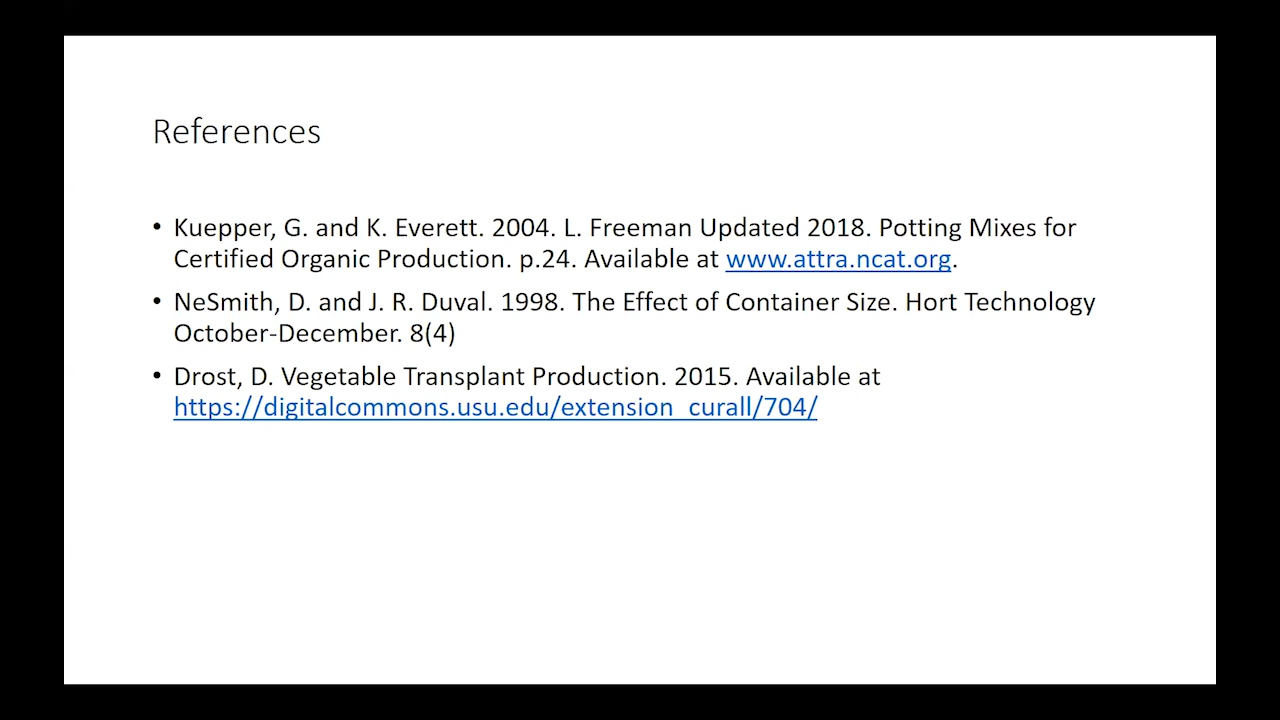 References
• Kuepper, G. and K. Everett. 2004. L. Freeman Updated 2018. Potting Mixes for
Certified Organic Production. p.24. Available at www.attra.ncat.org.
• NeSmith, D. and J. R. Duval. 1998. The Effect of Container Size. Hort Technology
October-December. 8(4)
• Drost, D. Vegetable Transplant Production. 2015. Available at
https://digitalcommons.usu.edu/extension_curall/704/